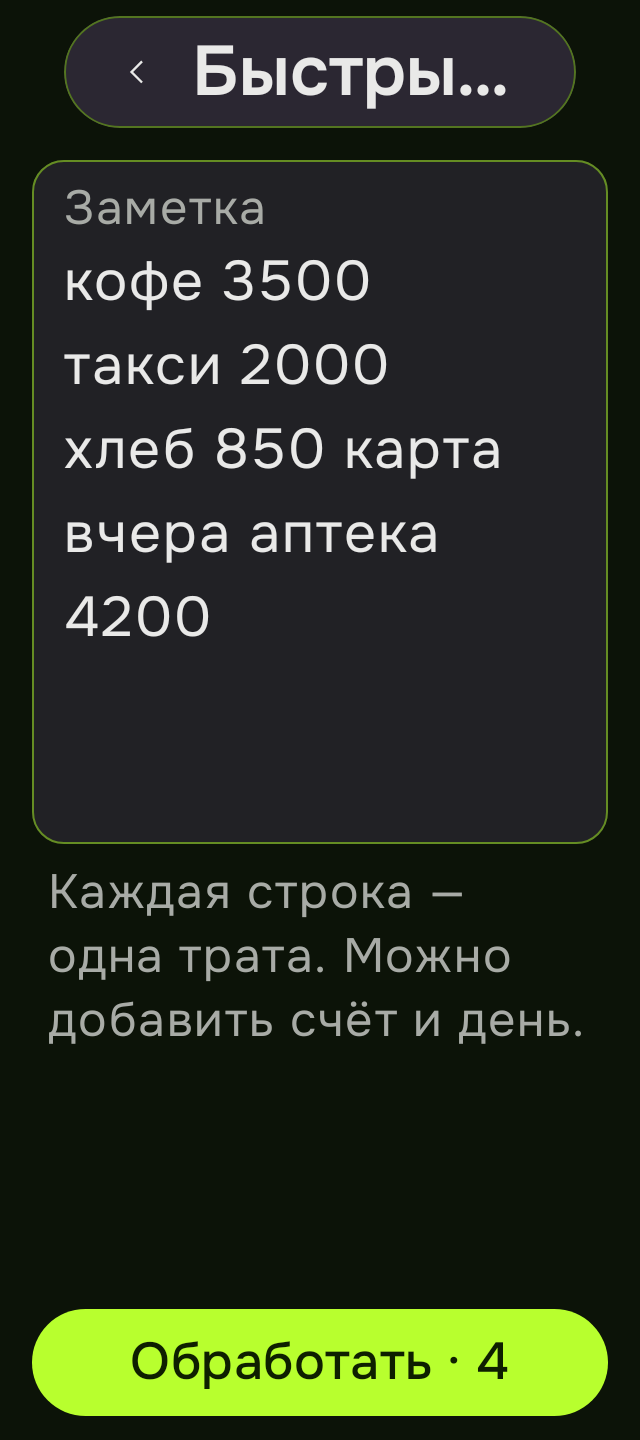 Быстры...
Заметка
кофе 3500
такси 2000
хлеб 850 карта
вчера аптека
4200
Каждая строка —
одна трата. Можно
добавить счёт и день.
Обработать · 4